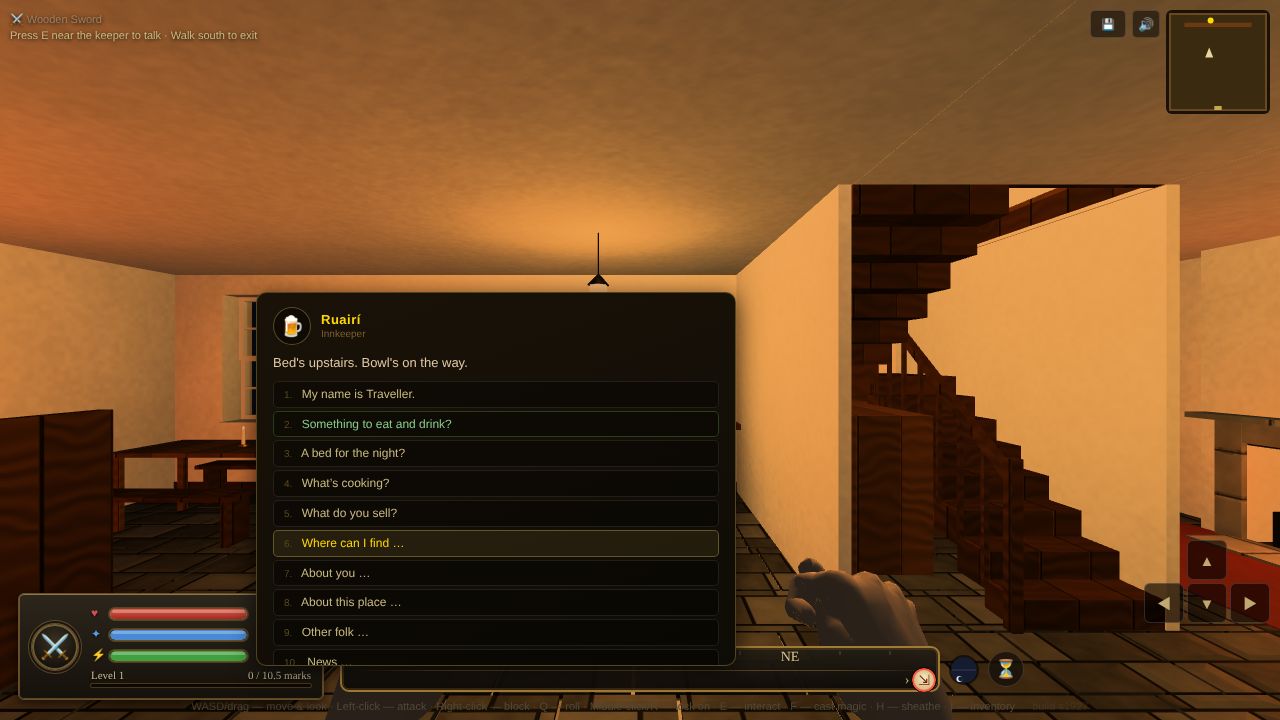 Wooden Sword
Press E near the keeper to talk · Walk south to exit
Ruairí
Innkeeper
Bed's upstairs. Bowl's on the way.
1. My name is Traveller.
2. Something to eat and drink?
3. A bed for the night?
4. What's cooking?
5. What do you sell?
6. Where can I find …
7. About you …
8. About this place …
9. Other folk …
10. News …
NE
Level 1
0 / 10.5 marks
WASD/drag — move & look · Left-click — attack · Right-click — block · Q — roll · E — interact · F — cast magic · H — sheathe · inventory